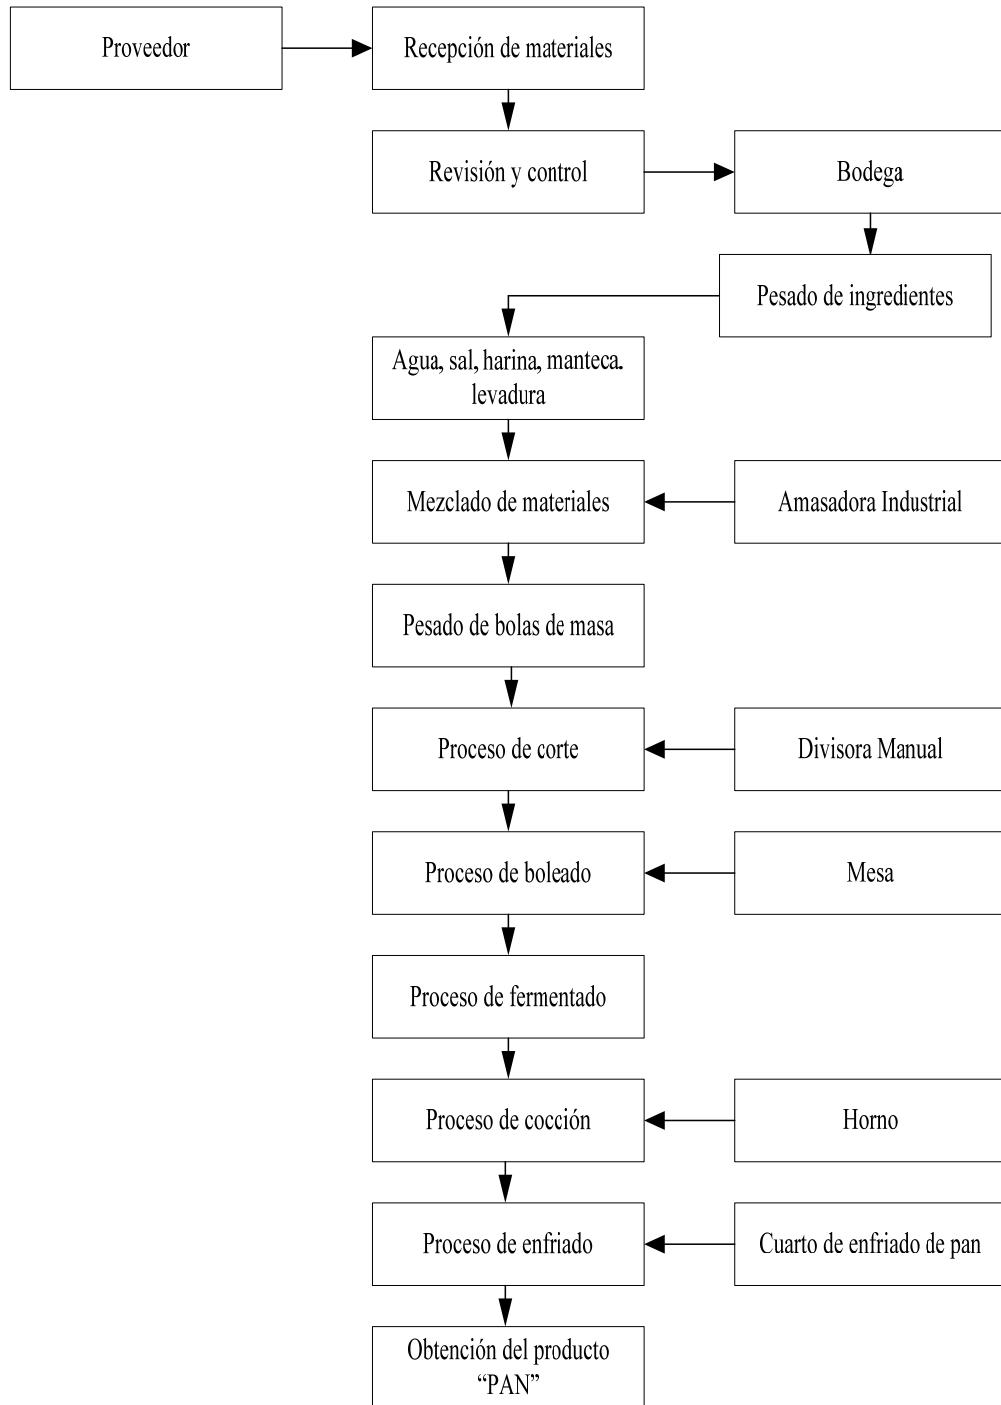 Proveedor
Recepción de materiales
Revisión y control
Bodega
Pesado de ingredientes
Agua, sal, harina, manteca.
levadura
Mezclado de materiales
Amasadora Industrial
Pesado de bolas de masa
Proceso de corte
Divisora Manual
Proceso de boleado
Mesa
Proceso de fermentado
Proceso de cocción
Horno
Proceso de enfriado
Cuarto de enfriado de pan
Obtención del producto
“PAN”